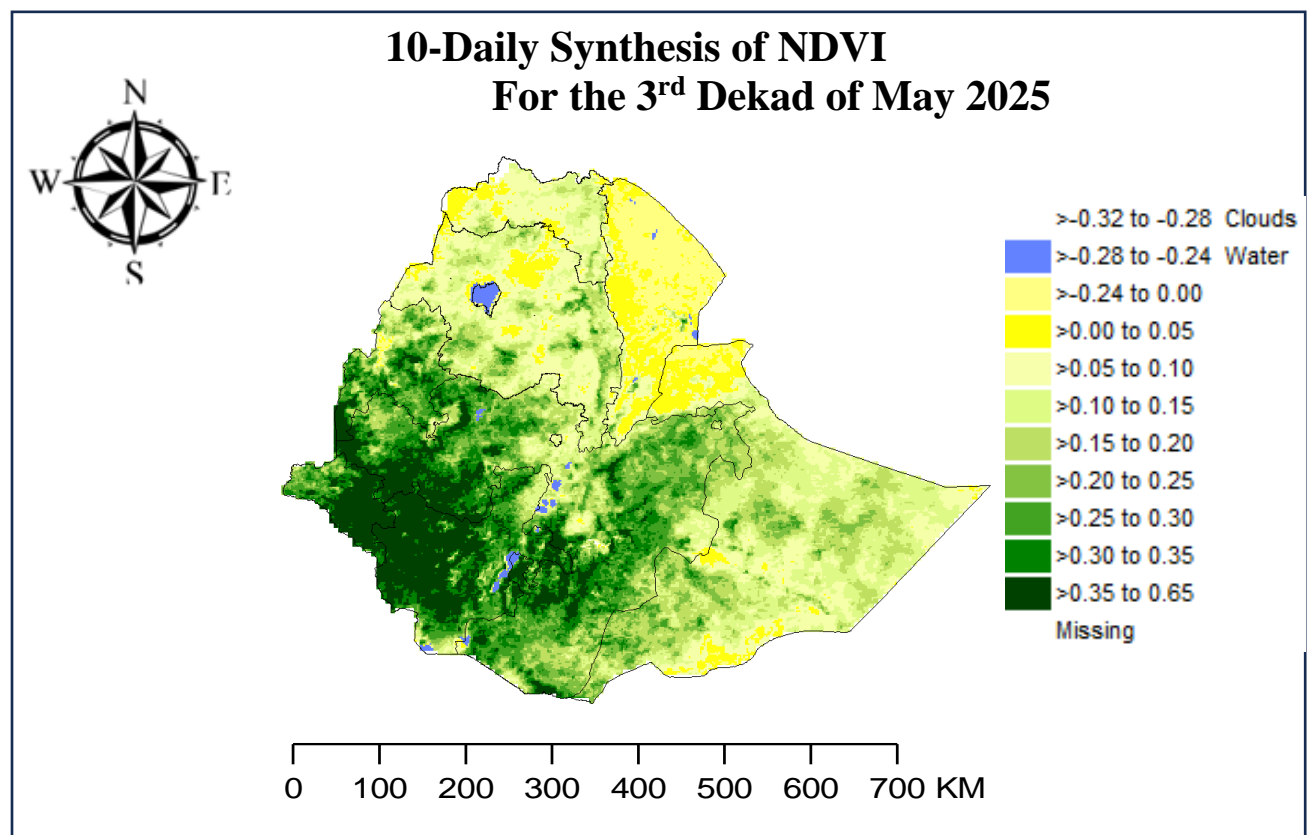 10-Daily Synthesis of NDVI
For the 3rd Dekad of May 2025
N
W
E
S
>-0.32 to -0.28 Clouds
>-0.28 to -0.24 Water
>-0.24 to 0.00
>0.00 to 0.05
>0.05 to 0.10
>0.10 to 0.15
>0.15 to 0.20
>0.20 to 0.25
>0.25 to 0.30
>0.30 to 0.35
>0.35 to 0.65
Missing
0 100 200 300 400 500 600 700 KM